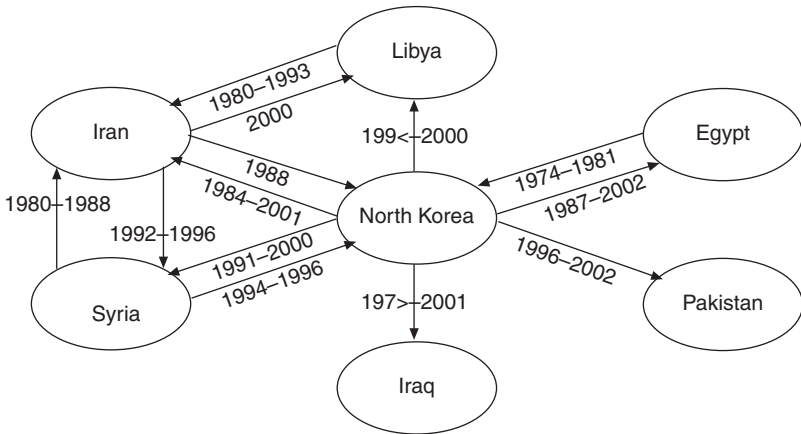 Libya
1980–1993
2000
Iran
199<–2000
Egypt
1974–1981
1988
1987–2002
1984–2001
North Korea
1980–1988
1992–1996
1991–2000
1994–1996
1996–2002
197>–2001
Syria
Pakistan
Iraq